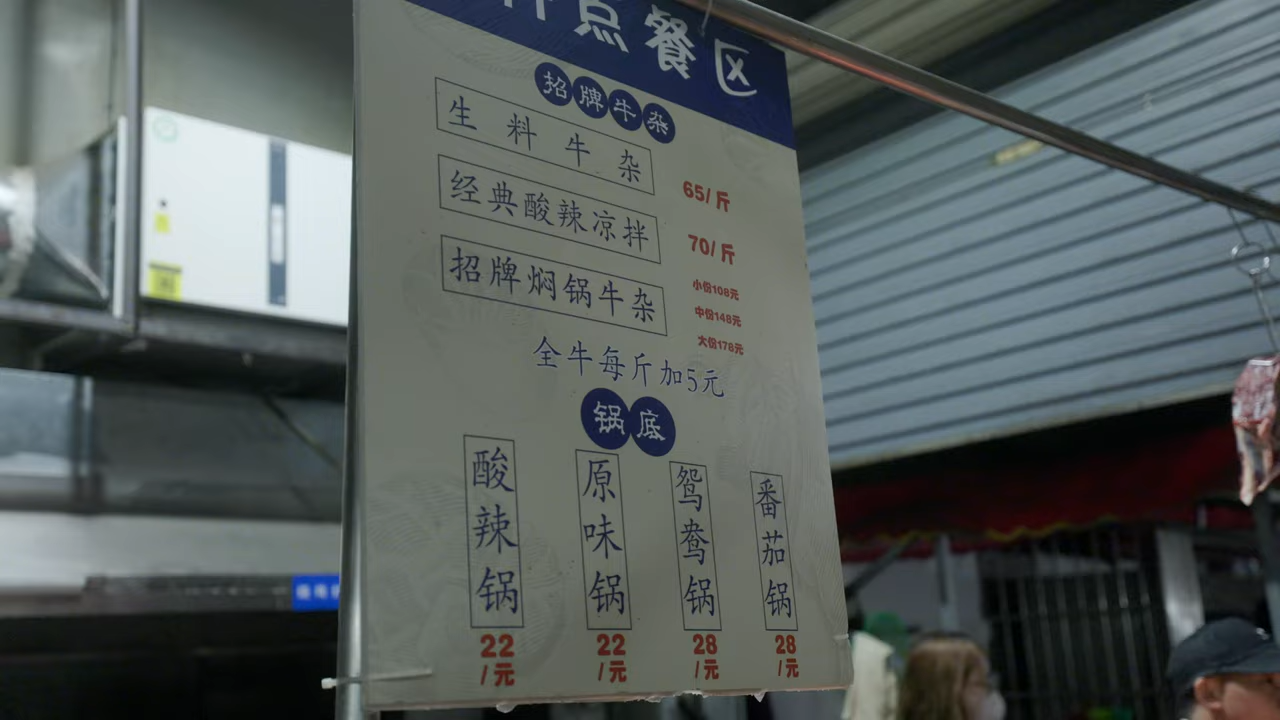 点餐区
招牌牛杂
生料牛杂
65/斤
经典酸辣凉拌
70/斤
招牌焖锅牛杂
小份108元
中份148元
大份178元
全牛每斤加5元
锅底
酸辣锅
22/元
原味锅
22/元
鸳鸯锅
28/元
番茄锅
28/元